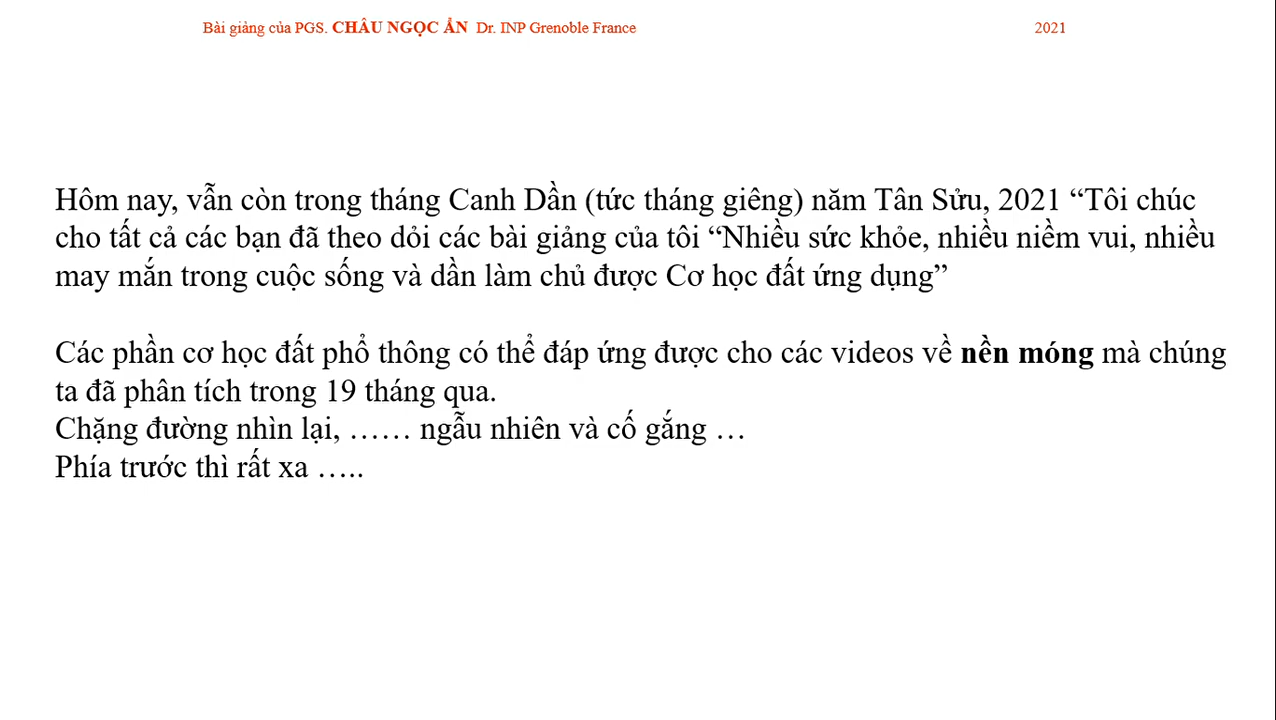 Bài giảng của PGS. CHÂU NGỌC ẨN Dr. INP Grenoble France 2021
Hôm nay, vẫn còn trong tháng Canh Dần (tức tháng giêng) năm Tân Sửu, 2021 “Tôi chúc
cho tất cả các bạn đã theo dỏi các bài giảng của tôi “Nhiều sức khỏe, nhiều niềm vui, nhiều
may mắn trong cuộc sống và dần làm chủ được Cơ học đất ứng dụng”
Các phần cơ học đất phổ thông có thể đáp ứng được cho các videos về nền móng mà chúng
ta đã phân tích trong 19 tháng qua.
Chặng đường nhìn lại, …… ngẫu nhiên và cố gắng …
Phía trước thì rất xa …..